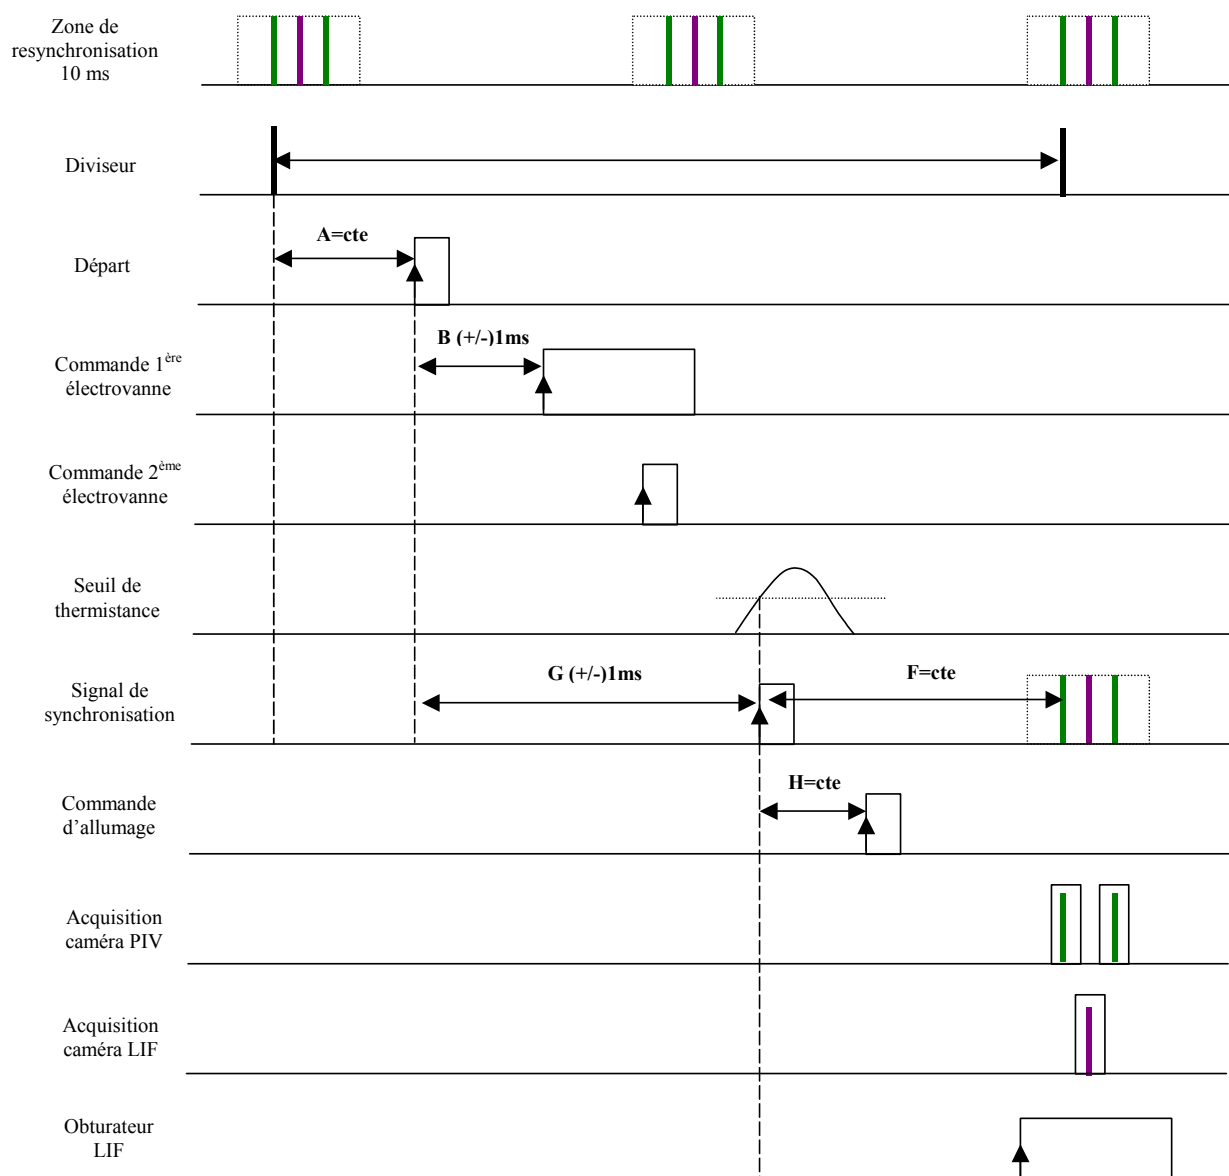 Zone de
resynchronisation
10 ms
Diviseur
A=cte
Départ
B (+/-)1ms
Commande 1ère
électrovanne
Commande 2ème
électrovanne
Seuil de
thermistance
G (+/-)1ms
F=cte
Signal de
synchronisation
H=cte
Commande
d'allumage
Acquisition
caméra PIV
Acquisition
caméra LIF
Obturateur
LIF